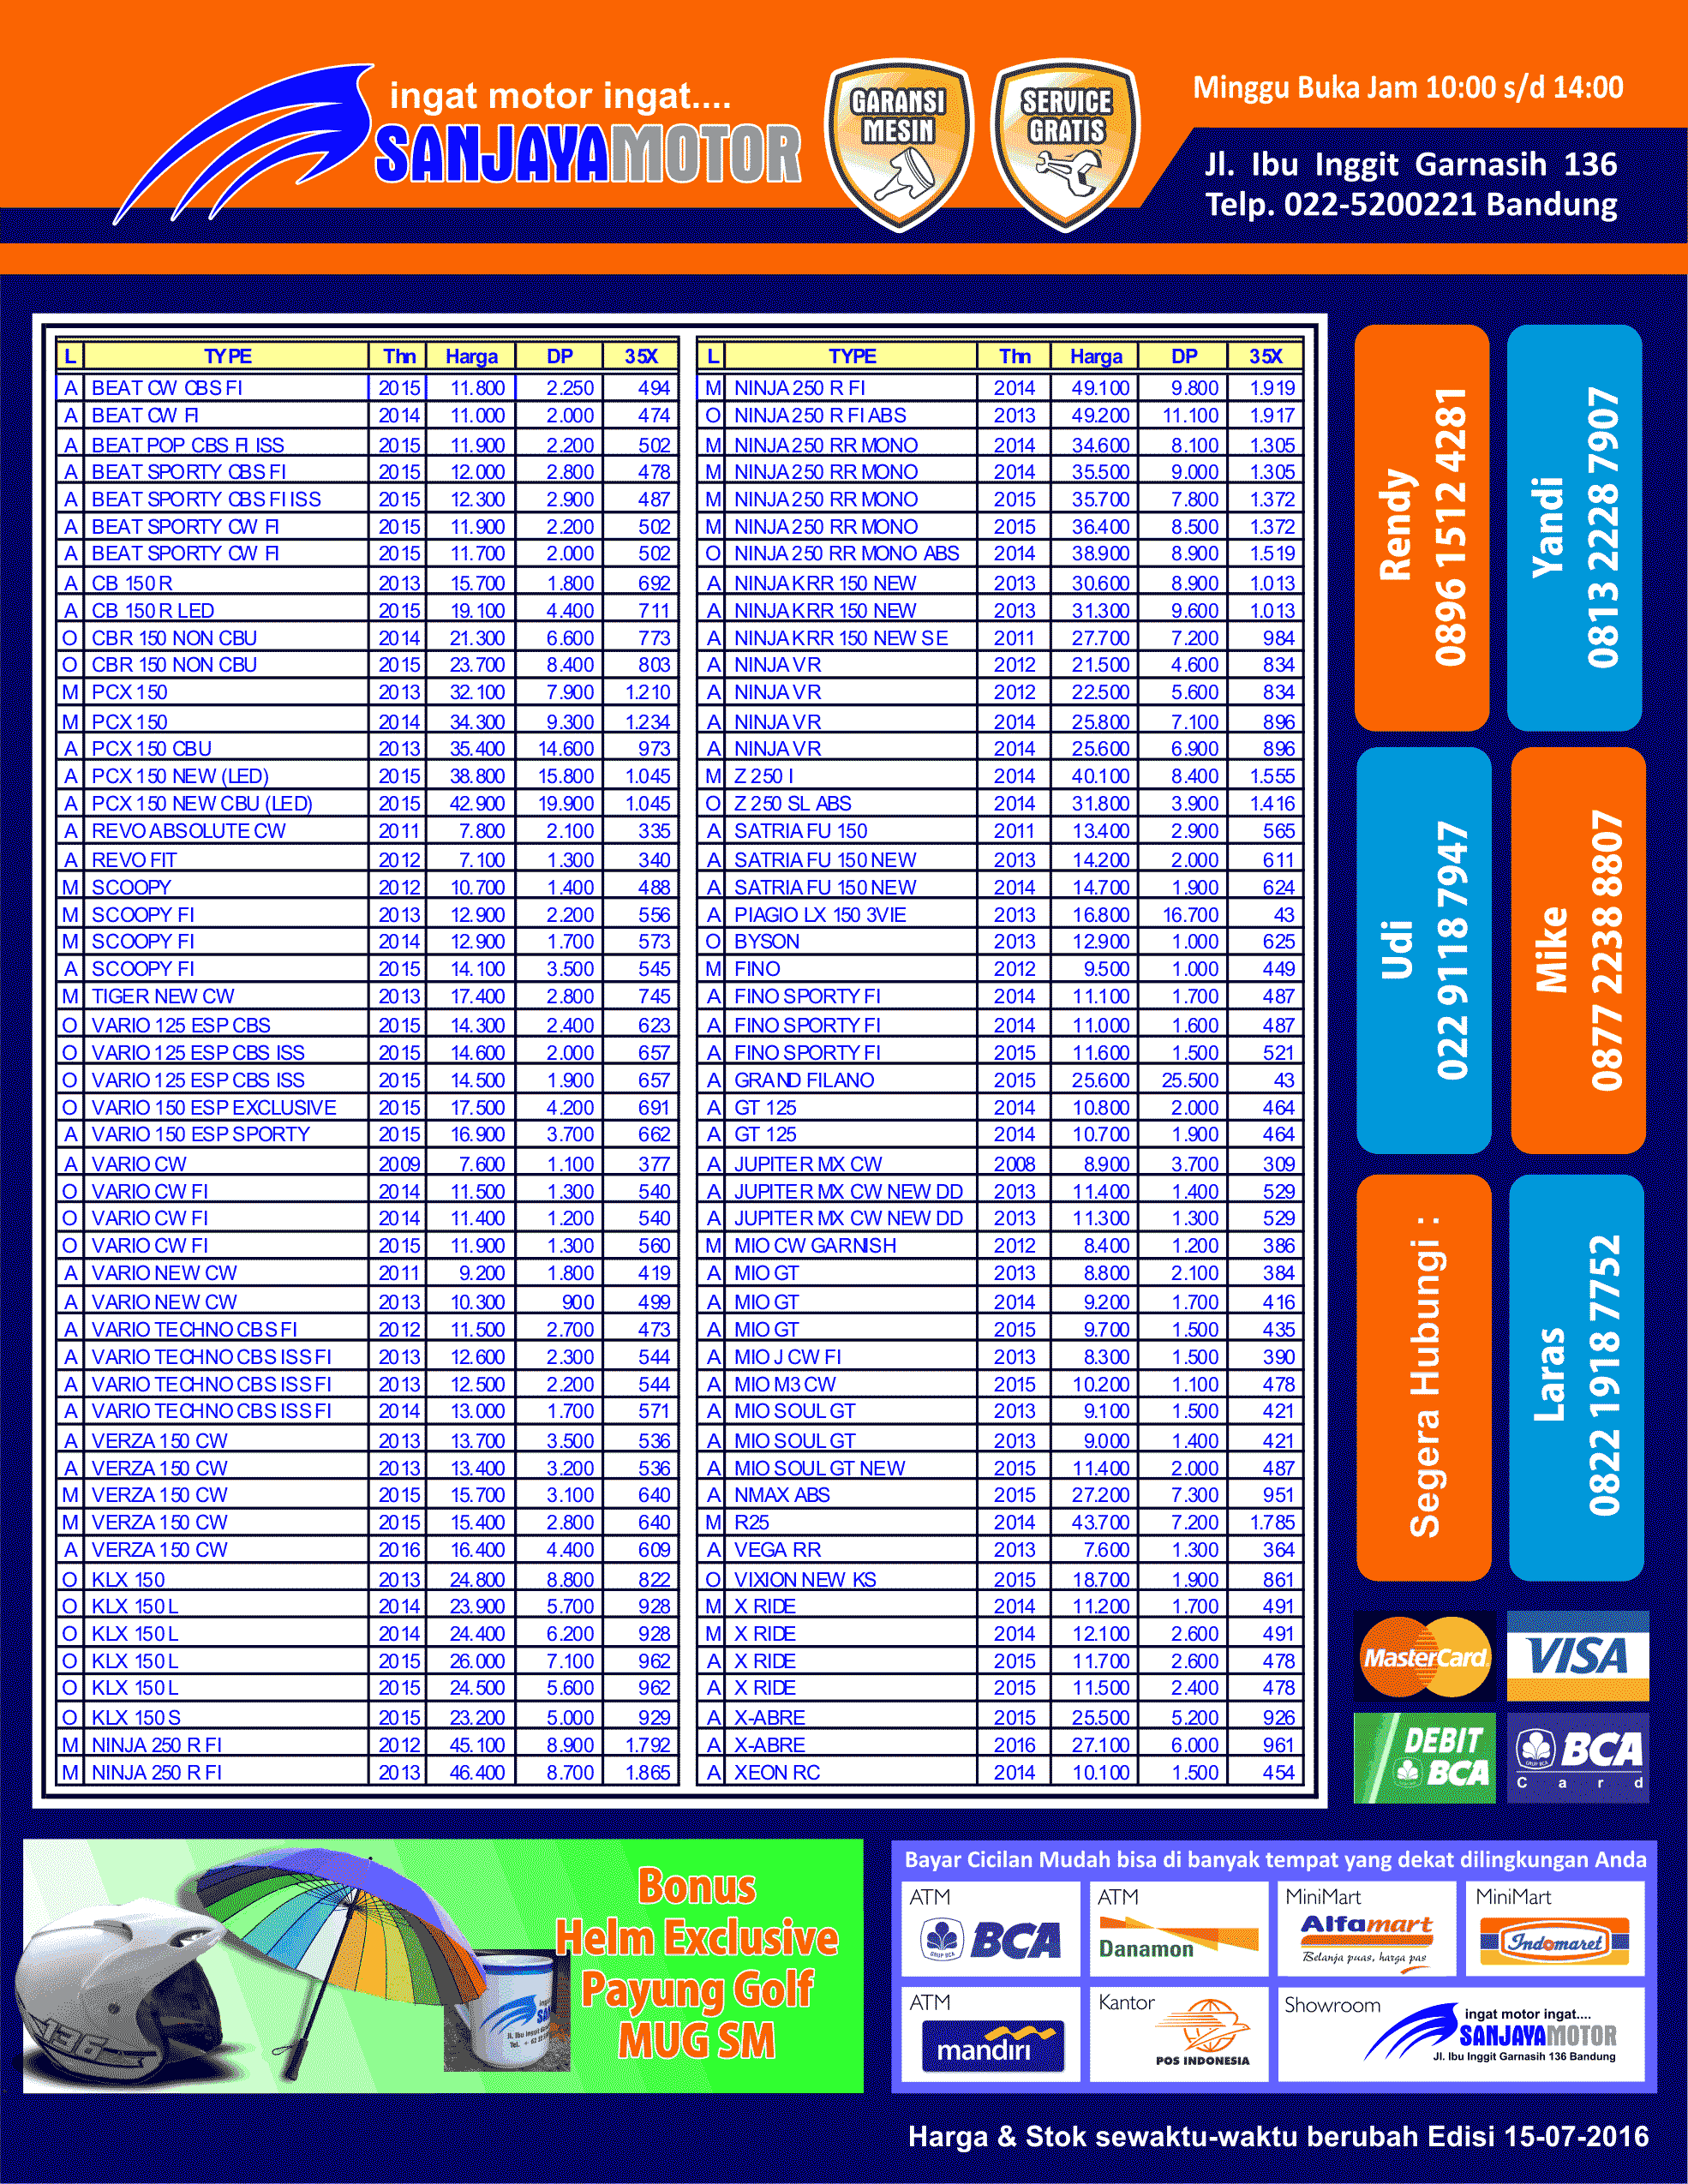 ingat motor ingat....
SANJAYAMOTOR
GARANSI
MESIN
SERVICE
GRATIS
Minggu Buka Jam 10:00 s/d 14:00
Jl. Ibu Inggit Garnasih 136
Telp. 022-5200221 Bandung
L TYPE Thn Harga DP 35X
A BEAT CW CBS FI 2015 11.800 2.250 494
A BEAT CW FI 2014 11.000 2.000 474
A BEAT POP CBS FI ISS 2015 11.900 2.200 502
A BEAT SPORTY CBS FI 2015 12.000 2.800 478
A BEAT SPORTY CBS FI ISS 2015 12.300 2.900 487
A BEAT SPORTY CW FI 2015 11.900 2.200 502
A BEAT SPORTY CW FI 2015 11.700 2.000 502
A CB 150 R 2013 15.700 1.800 692
A CB 150 R LED 2015 19.100 4.400 711
O CBR 150 NON CBU 2014 21.300 6.600 773
O CBR 150 NON CBU 2015 23.700 8.400 803
M PCX 150 2013 32.100 7.900 1.210
M PCX 150 2014 34.300 9.300 1.234
A PCX 150 CBU 2013 35.400 14.600 973
A PCX 150 NEW (LED) 2015 38.800 15.800 1.045
A PCX 150 NEW CBU (LED) 2015 42.900 19.900 1.045
A REVO ABSOLUTE CW 2011 7.800 2.100 335
A REVO FIT 2012 7.100 1.300 340
M SCOOPY 2012 10.700 1.400 488
M SCOOPY FI 2013 12.900 2.200 556
M SCOOPY FI 2014 12.900 1.700 573
A SCOOPY FI 2015 14.100 3.500 545
M TIGER NEW CW 2013 17.400 2.800 745
O VARIO 125 ESP CBS 2015 14.300 2.400 623
O VARIO 125 ESP CBS ISS 2015 14.600 2.000 657
O VARIO 125 ESP CBS ISS 2015 14.500 1.900 657
O VARIO 150 ESP EXCLUSIVE 2015 17.500 4.200 691
A VARIO 150 ESP SPORTY 2015 16.900 3.700 662
A VARIO CW 2009 7.600 1.100 377
O VARIO CW FI 2014 11.500 1.300 540
O VARIO CW FI 2014 11.400 1.200 540
O VARIO CW FI 2015 11.900 1.300 560
A VARIO NEW CW 2011 9.200 1.800 419
A VARIO NEW CW 2013 10.300 900 499
A VARIO TECHNO CBS FI 2012 11.500 2.700 473
A VARIO TECHNO CBS ISS FI 2013 12.600 2.300 544
A VARIO TECHNO CBS ISS FI 2013 12.500 2.200 544
A VARIO TECHNO CBS ISS FI 2014 13.000 1.700 571
A VERZA 150 CW 2013 13.700 3.500 536
A VERZA 150 CW 2013 13.400 3.200 536
M VERZA 150 CW 2015 15.700 3.100 640
M VERZA 150 CW 2015 15.400 2.800 640
A VERZA 150 CW 2016 16.400 4.400 609
O KLX 150 2013 24.800 8.800 822
O KLX 150 L 2014 23.900 5.700 928
O KLX 150 L 2014 24.400 6.200 928
O KLX 150 L 2015 26.000 7.100 962
O KLX 150 L 2015 24.500 5.600 962
O KLX 150 S 2015 23.200 5.000 929
M NINJA 250 R FI 2012 45.100 8.900 1.792
M NINJA 250 R FI 2013 46.400 8.700 1.865
L TYPE Thn Harga DP 35X
M NINJA 250 R FI 2014 49.100 9.800 1.919
O NINJA 250 R FI ABS 2013 49.200 11.100 1.917
M NINJA 250 RR MONO 2014 34.600 8.100 1.305
M NINJA 250 RR MONO 2014 35.500 9.000 1.305
M NINJA 250 RR MONO 2015 35.700 7.800 1.372
M NINJA 250 RR MONO 2015 36.400 8.500 1.372
O NINJA 250 RR MONO ABS 2014 38.900 8.900 1.519
A NINJA KRR 150 NEW 2013 30.600 8.900 1.013
A NINJA KRR 150 NEW 2013 31.300 9.600 1.013
A NINJA KRR 150 NEW SE 2011 27.700 7.200 984
A NINJA VR 2012 21.500 4.600 834
A NINJA VR 2012 22.500 5.600 834
A NINJA VR 2014 25.800 7.100 896
A NINJA VR 2014 25.600 6.900 896
M Z 250 I 2014 40.100 8.400 1.555
O Z 250 SL ABS 2014 31.800 3.900 1.416
A SATRIA FU 150 2011 13.400 2.900 565
A SATRIA FU 150 NEW 2013 14.200 2.000 611
A SATRIA FU 150 NEW 2014 14.700 1.900 624
A PIAGIO LX 150 3VIE 2013 16.800 16.700 43
O BYSON 2013 12.900 1.000 625
M FINO 2012 9.500 1.000 449
A FINO SPORTY FI 2014 11.100 1.700 487
A FINO SPORTY FI 2014 11.000 1.600 487
A FINO SPORTY FI 2015 11.600 1.500 521
A GRAND FILANO 2015 25.600 25.500 43
A GT 125 2014 10.800 2.000 464
A GT 125 2014 10.700 1.900 464
A JUPITER MX CW 2008 8.900 3.700 309
A JUPITER MX CW NEW DD 2013 11.400 1.400 529
A JUPITER MX CW NEW DD 2013 11.300 1.300 529
M MIO CW GARNISH 2012 8.400 1.200 386
A MIO GT 2013 8.800 2.100 384
A MIO GT 2014 9.200 1.700 416
A MIO GT 2015 9.700 1.500 435
A MIO J CW FI 2013 8.300 1.500 390
A MIO M3 CW 2015 10.200 1.100 478
A MIO SOUL GT 2013 9.100 1.500 421
A MIO SOUL GT 2013 9.000 1.400 421
A MIO SOUL GT NEW 2015 11.400 2.000 487
A NMAX ABS 2015 27.200 7.300 951
M R25 2014 43.700 7.200 1.785
A VEGA RR 2013 7.600 1.300 364
O VIXION NEW KS 2015 18.700 1.900 861
M X RIDE 2014 11.200 1.700 491
M X RIDE 2014 12.100 2.600 491
A X RIDE 2015 11.700 2.600 478
A X RIDE 2015 11.500 2.400 478
A X-ABRE 2015 25.500 5.200 926
A X-ABRE 2016 27.100 6.000 961
A XEON RC 2014 10.100 1.500 454
Rendy
0896 1512 4281
Yandi
0813 2228 7907
Udi
022 9118 7947
Mike
0877 2238 8807
Segera Hubungi :
Laras
0822 1918 7752
MasterCard
VISA
DEBIT
BCA
BCA
Card
136
Bonus
Helm Exclusive
Payung Golf
MUG SM
Bayar Cicilan Mudah bisa di banyak tempat yang dekat dilingkungan Anda
ATM
BCA
ATM
Danamon
MiniMart
Alfamart
Belanja puas, harga pas
MiniMart
Indomaret
ATM
mandiri
Kantor
POS INDONESIA
Showroom
ingat motor ingat....
SANJAYAMOTOR
Jl. Ibu Inggit Garnasih 136 Bandung
Harga & Stok sewaktu-waktu berubah Edisi 15-07-2016